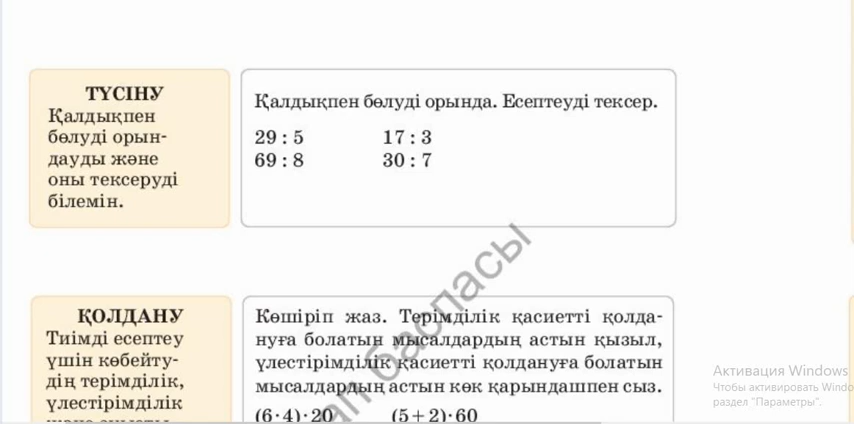 ТҮСІНУ
Қалдықпен
бөлуді орын-
дауды және
оны тексеруді
білемін.
Қалдықпен бөлуді орында. Есептеуді тексер.
29 : 5 17 : 3
69 : 8 30 : 7
ҚОЛДАНУ
Тиімді есептеу
үшін көбейту-
дің терімділік,
үлестірімділік
Көшіріп жаз. Терімділік қасиетті қолда-
нуға болатын мысалдардың астын қызыл,
үлестірімділік қасиетті қолдануға болатын
мысалдардың астын көк қарындашпен сыз.
(6·4)·20 (5+2)·60
баспасы
Активация Windows
Чтобы активировать Windo
раздел "Параметры".